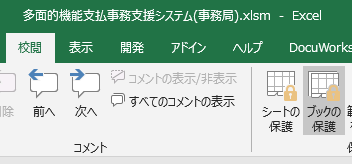 多面的機能支払事務支援システム(事務局).xlsm - Excel
校閲 表示 開発 アドイン ヘルプ DocuWorks
削除 前へ 次へ
コメントの表示/非表示
すべてのコメントの表示
コメント
シートの
保護
ブックの
保護